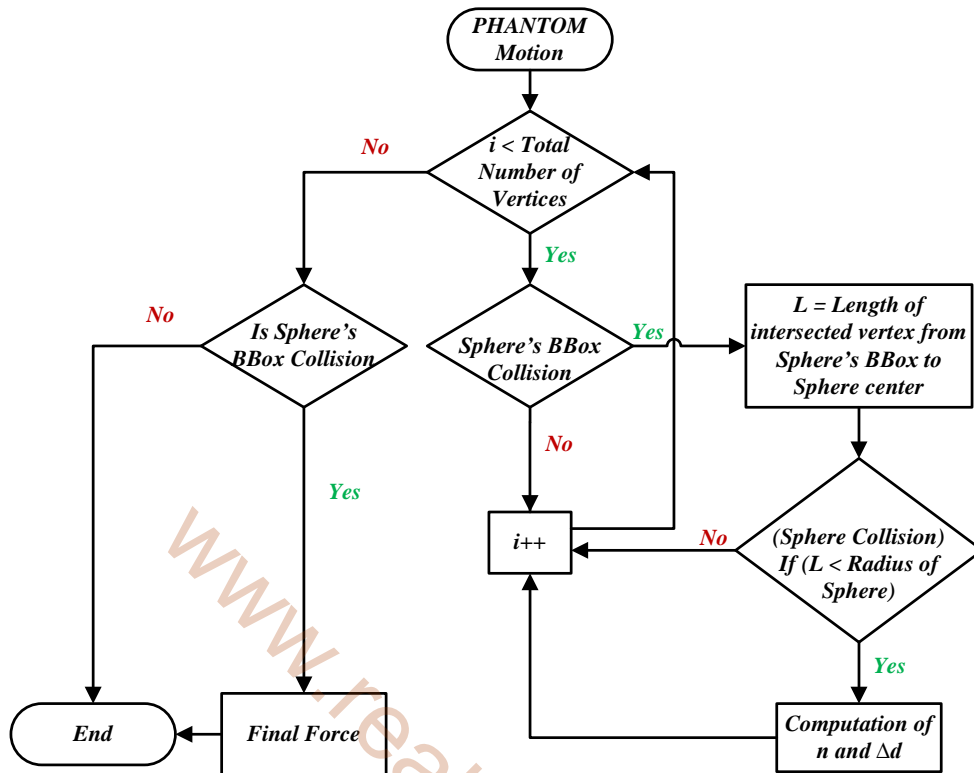 PHANTOM
Motion
i < Total
Number of
Vertices
No
Yes
No
Is Sphere's
BBox Collision
Sphere's BBox
Collision
Yes
L = Length of
intersected vertex from
Sphere's BBox to
Sphere center
No
Yes
i++
No
(Sphere Collision)
If (L < Radius of
Sphere)
Yes
End
Final Force
Computation of
n and Δd
www.rea